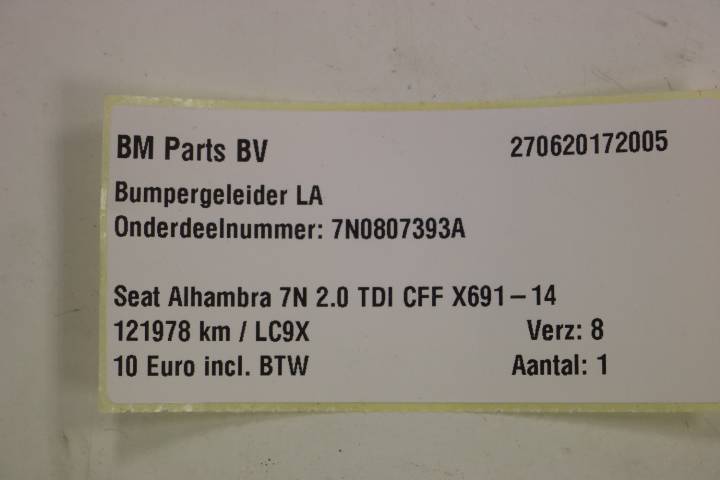 BM Parts BV 270620172005
Bumpergeleider LA
Onderdeelnummer: 7N0807393A
Seat Alhambra 7N 2.0 TDI CFF X691-14
121978 km / LC9X Verz: 8
10 Euro incl. BTW Aantal: 1